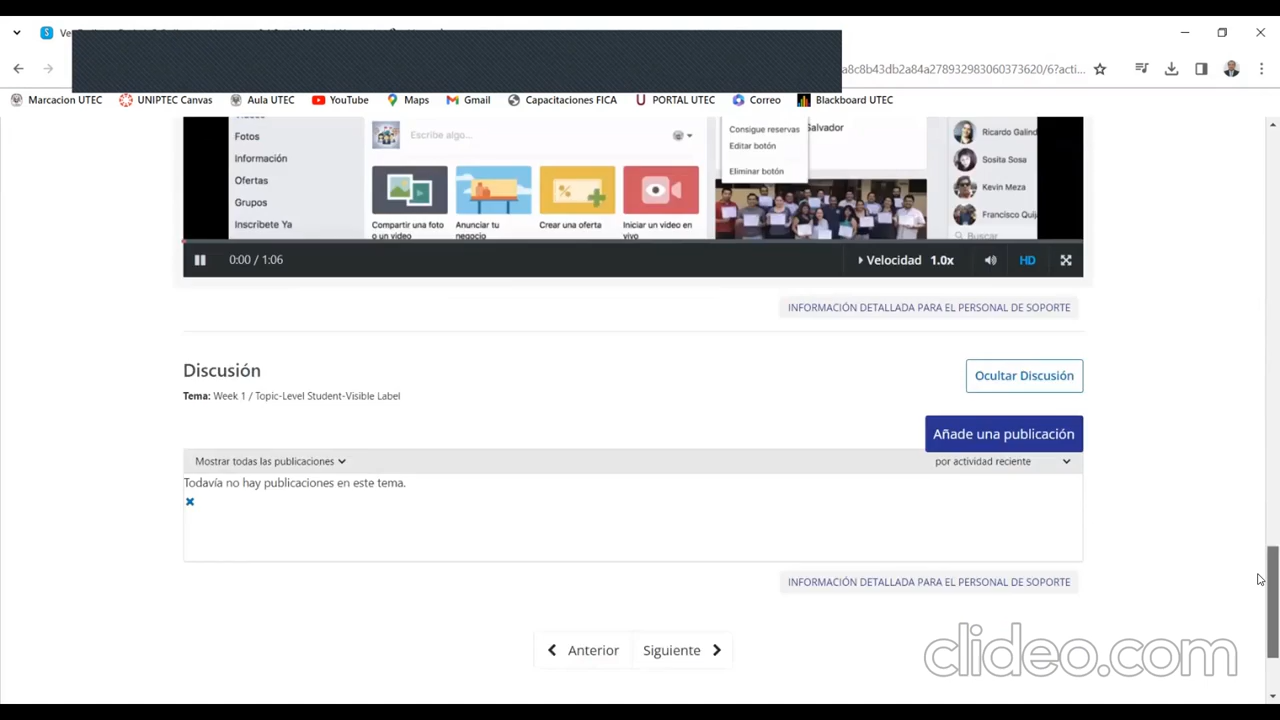 a8c8b43db2a84a278932983060373620/6?acti...
Marcacion UTEC
UNIPTEC Canvas
Aula UTEC
YouTube
Maps
Gmail
Capacitaciones FICA
PORTAL UTEC
Correo
Blackboard UTEC
Fotos
Información
Ofertas
Grupos
Inscribete Ya
Escribe algo...
Compartir una foto
o un video
Anunciar tu
negocio
Crear una oferta
Iniciar un video en
vivo
Consigue reservas
Editar botón
Eliminar botón
Salvador
Ricardo Galind
Sosita Sosa
Kevin Meza
Francisco Quij
Buscar
0:00 / 1:06
Velocidad 1.0x
HD
INFORMACIÓN DETALLADA PARA EL PERSONAL DE SOPORTE
Discusión
Ocultar Discusión
Tema: Week 1 / Topic-Level Student-Visible Label
Añade una publicación
Mostrar todas las publicaciones
por actividad reciente
Todavía no hay publicaciones en este tema.
INFORMACIÓN DETALLADA PARA EL PERSONAL DE SOPORTE
Anterior
Siguiente
clideo.com